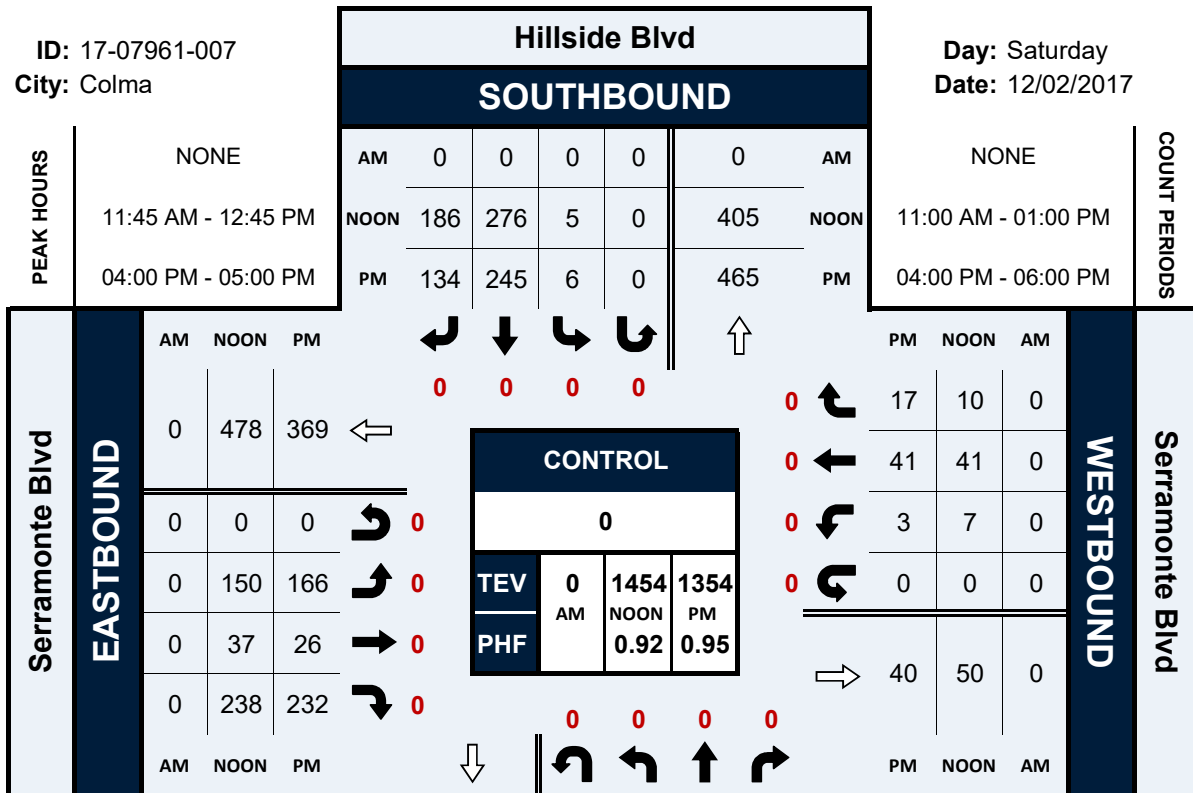 Hillside Blvd
ID: 17-07961-007
City: Colma
Day: Saturday
Date: 12/02/2017
SOUTHBOUND
PEAK HOURS
NONE
11:45 AM - 12:45 PM
04:00 PM - 05:00 PM
AM 0 0 0 0 0 AM
NOON 186 276 5 0 405 NOON
PM 134 245 6 0 465 PM
NONE
11:00 AM - 01:00 PM
04:00 PM - 06:00 PM
COUNT PERIODS
0 0 0 0
Serramonte Blvd
EASTBOUND
AM NOON PM
0 478 369
0 0 0 0
0 150 166 0
0 37 26 0
0 238 232 0
AM NOON PM
CONTROL
0
TEV 0 1454 1354
AM NOON PM
PHF 0.92 0.95
PM NOON AM
0 17 10 0
0 41 41 0
0 3 7 0
0 0 0 0
40 50 0
PM NOON AM
WESTBOUND
Serramonte Blvd
0 0 0 0